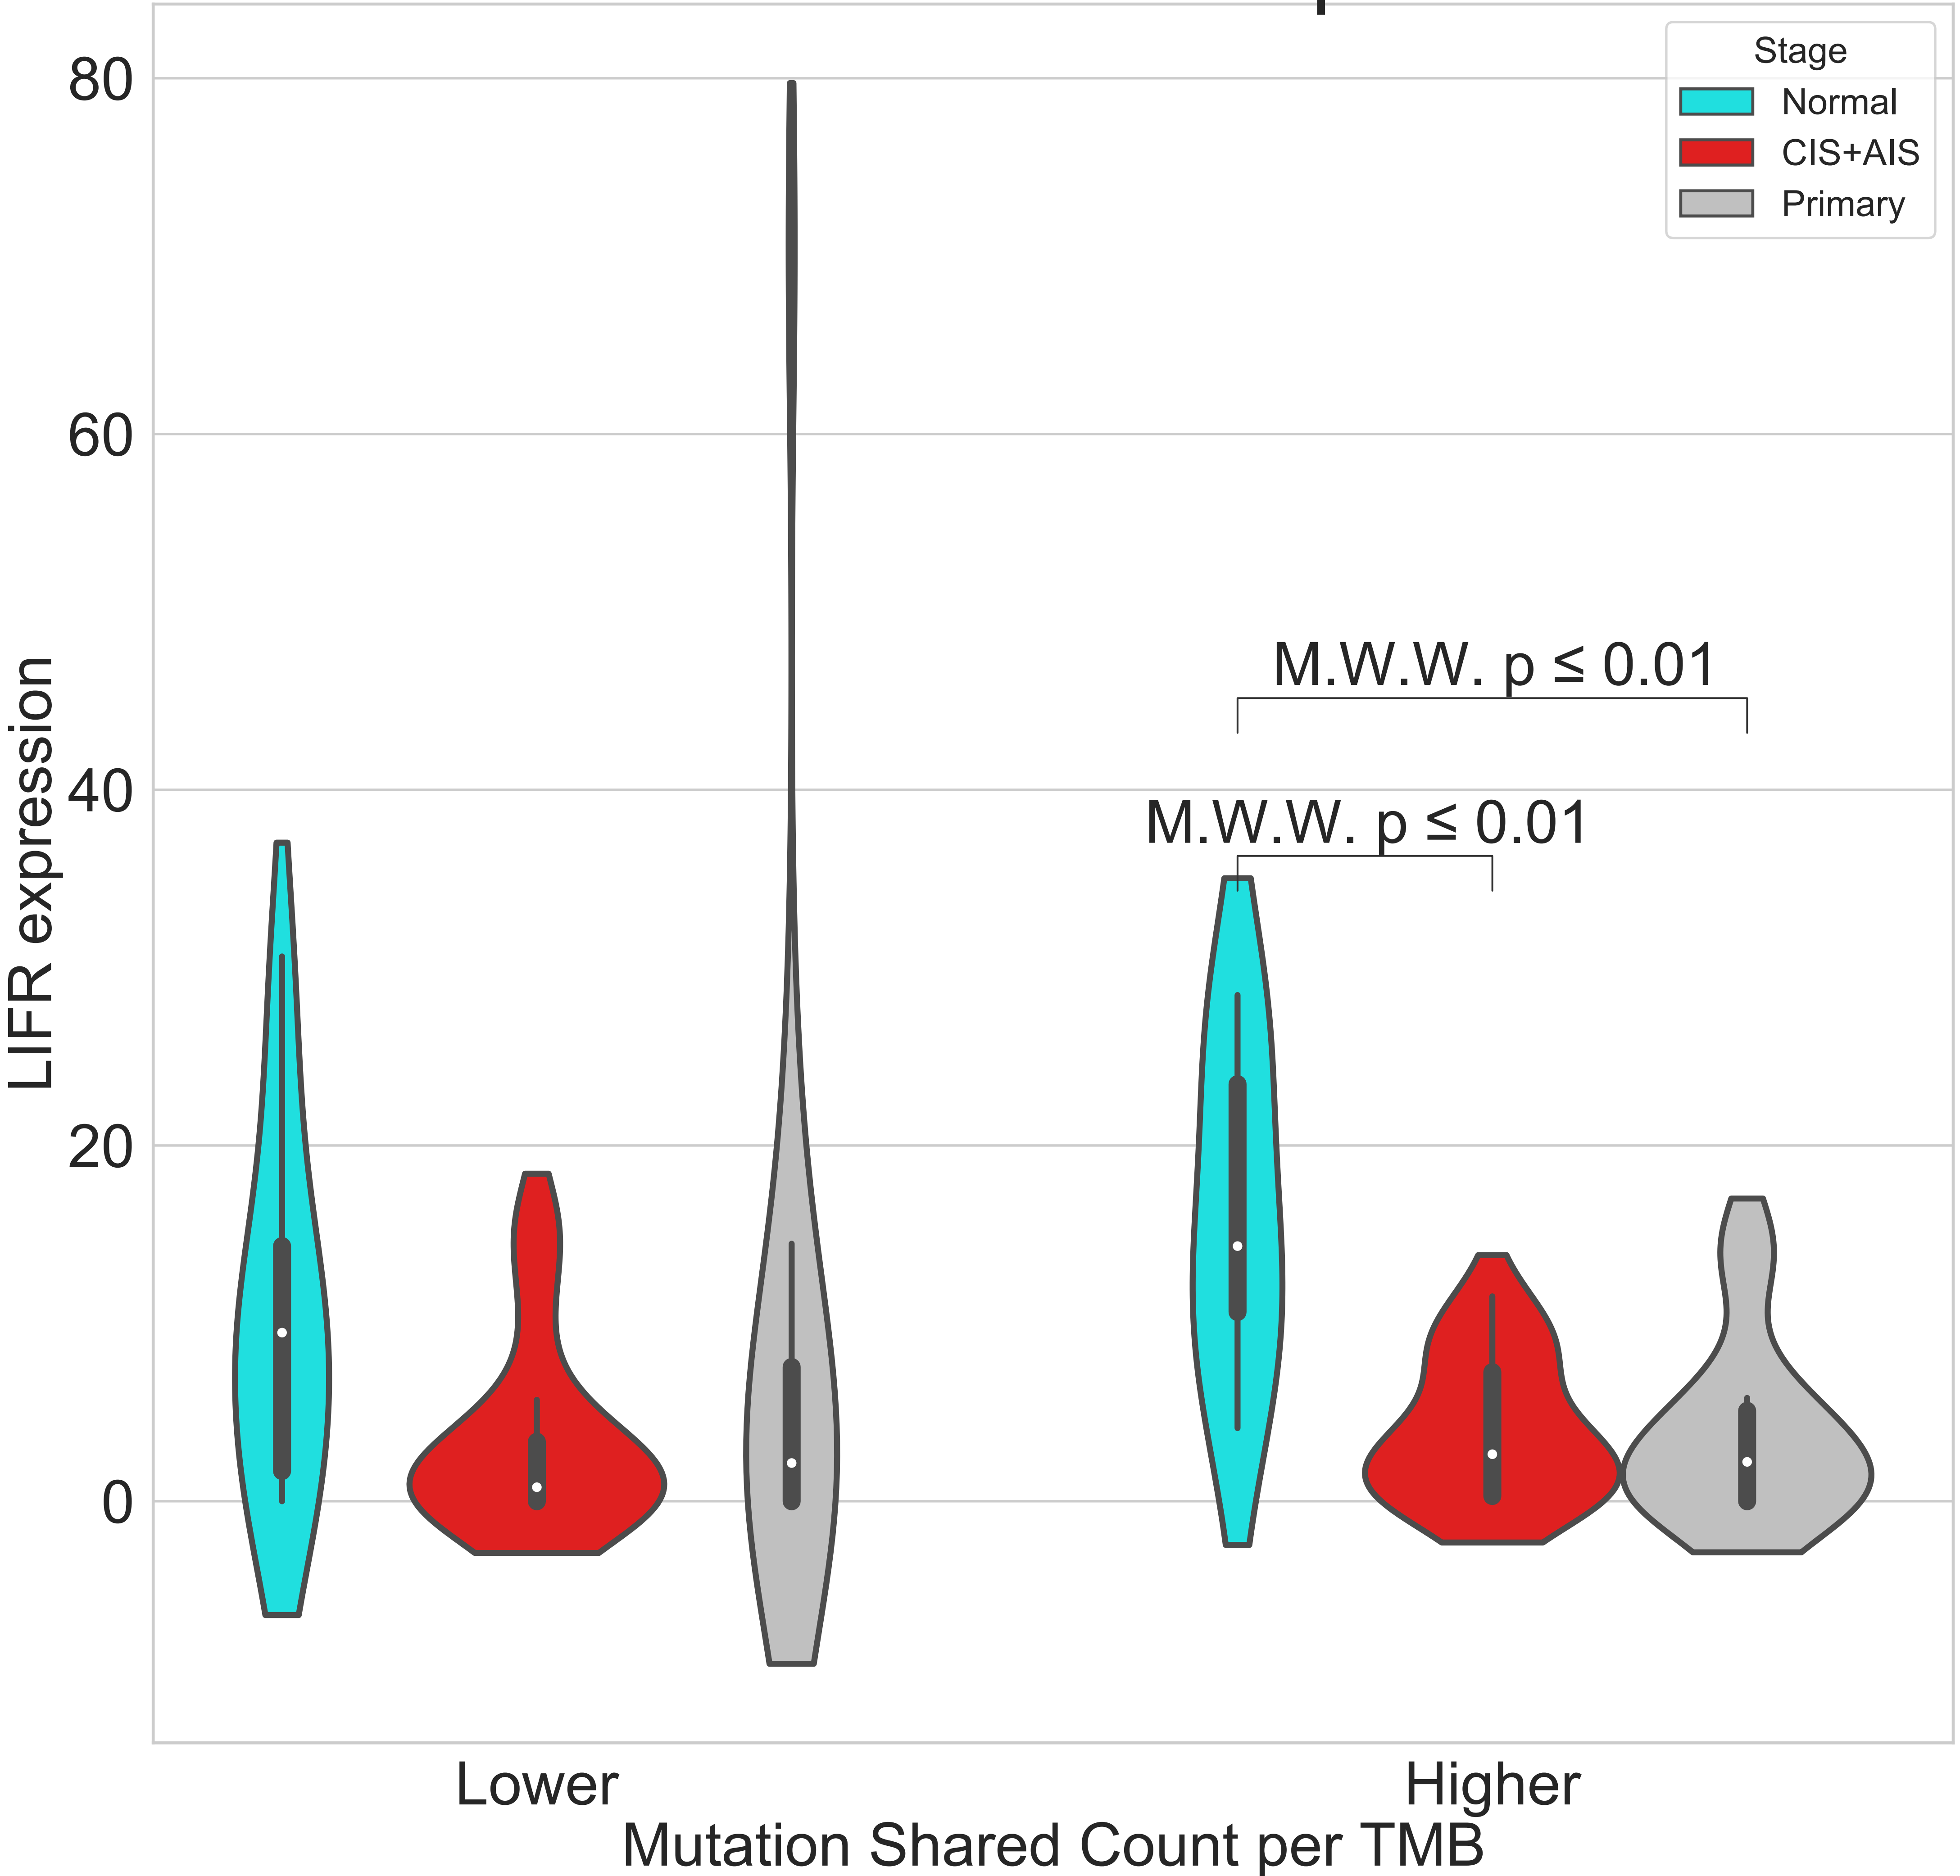 80
60
40
20
0
LIFR expression
Stage
Normal
CIS+AIS
Primary
M.W.W. p ≤ 0.01
M.W.W. p ≤ 0.01
Lower
Higher
Mutation Shared Count per TMB